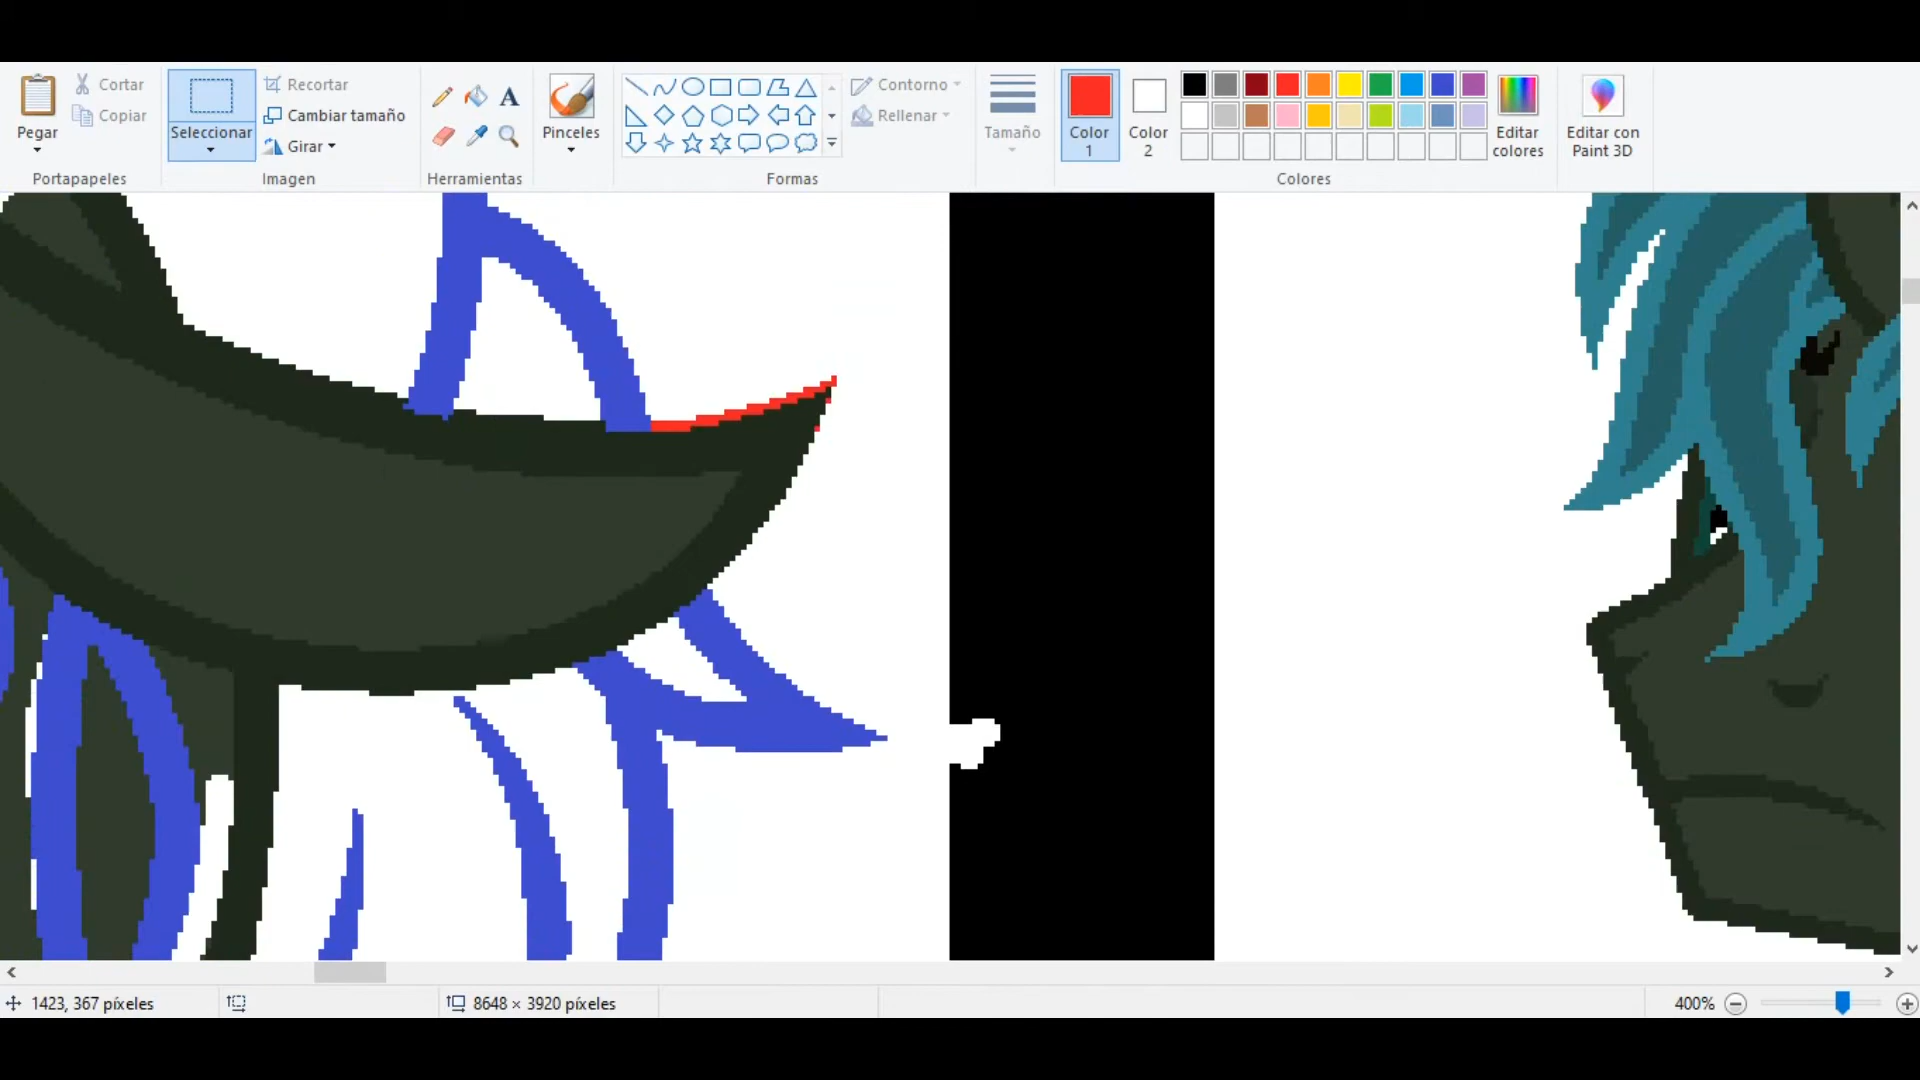 Cortar
Recortar
Contorno
Copiar
Cambiar tamaño
Rellenar
Pegar
Seleccionar
Girar
A
Pinceles
Tamaño
Color
1
Color
2
Editar
colores
Editar con
Paint 3D
Portapapeles
Imagen
Herramientas
Formas
Colores
1423, 367 píxeles
8648 × 3920 píxeles
400%